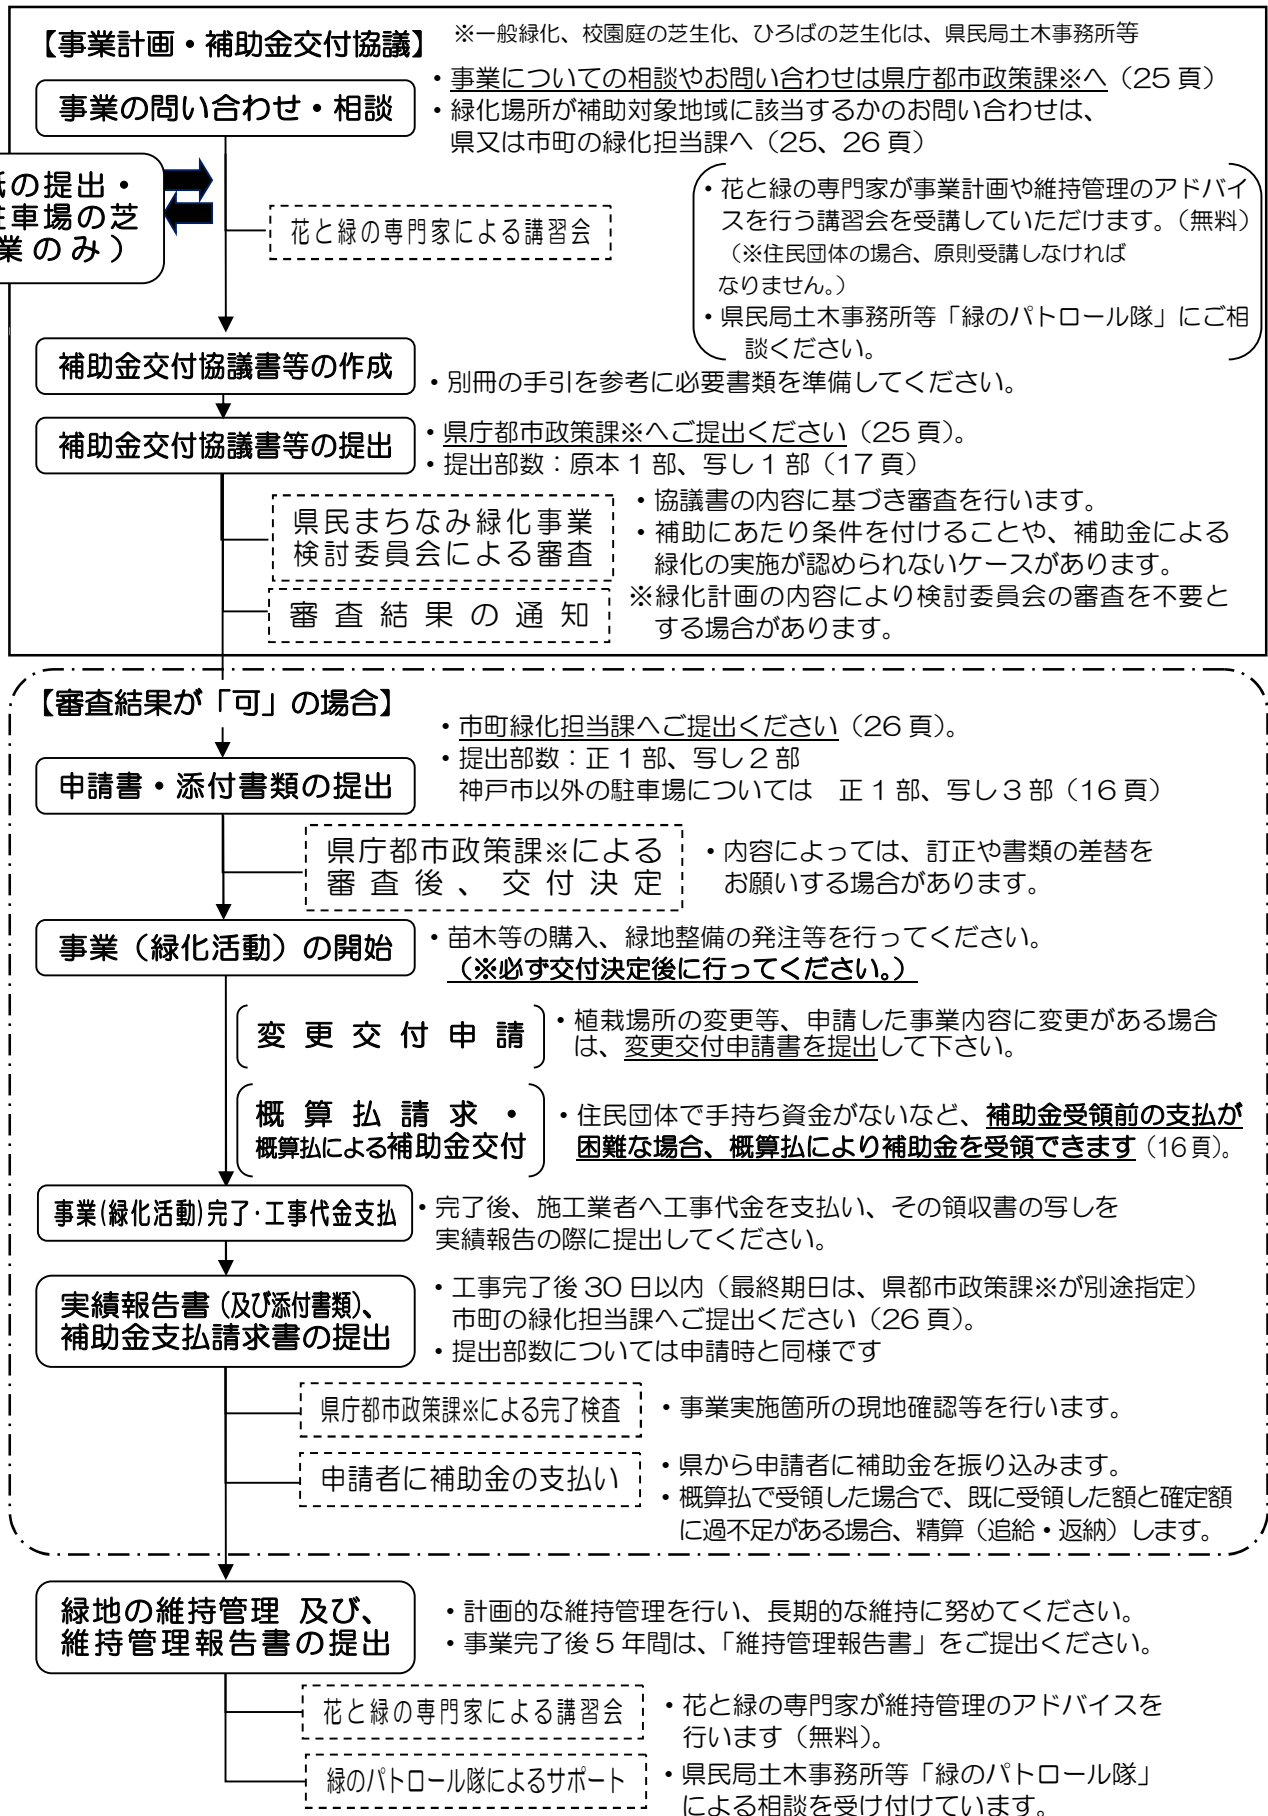 【事業計画・補助金交付協議】
※一般緑化、校園庭の芝生化、ひろばの芝生化は、県民局土木事務所等
事業の問い合わせ・相談
・事業についての相談やお問い合わせは県庁都市政策課※へ（25頁）
・緑化場所が補助対象地域に該当するかのお問い合わせは、
県又は市町の緑化担当課へ（25、26頁）
の提出・
車場の芝
業のみ）
花と緑の専門家による講習会
・花と緑の専門家が事業計画や維持管理のアドバイ
スを行う講習会を受講していただけます。（無料）
（※住民団体の場合、原則受講しなければ
なりません。）
・県民局土木事務所等「緑のパトロール隊」にご相
談ください。
補助金交付協議書等の作成
・別冊の手引を参考に必要書類を準備してください。
補助金交付協議書等の提出
・県庁都市政策課※へご提出ください（25頁）。
・提出部数：原本1部、写し1部（17頁）
県民まちなみ緑化事業
検討委員会による審査
・協議書の内容に基づき審査を行います。
・補助にあたり条件を付けることや、補助金による
緑化の実施が認められないケースがあります。
審査結果の通知
※緑化計画の内容により検討委員会の審査を不要と
する場合があります。
【審査結果が「可」の場合】
・市町緑化担当課へご提出ください（26頁）。
申請書・添付書類の提出
・提出部数：正1部、写し2部
神戸市以外の駐車場については　正1部、写し3部（16頁）
県庁都市政策課※による
審査後、交付決定
・内容によっては、訂正や書類の差替を
お願いする場合があります。
事業（緑化活動）の開始
・苗木等の購入、緑地整備の発注等を行ってください。
（※必ず交付決定後に行ってください。）
変更交付申請
・植栽場所の変更等、申請した事業内容に変更がある場合
は、変更交付申請書を提出して下さい。
概算払請求・
概算払による補助金交付
・住民団体で手持ち資金がないなど、補助金受領前の支払が
困難な場合、概算払により補助金を受領できます（16頁）。
事業(緑化活動)完了･工事代金支払
・完了後、施工業者へ工事代金を支払い、その領収書の写しを
実績報告の際に提出してください。
実績報告書（及び添付書類）、
補助金支払請求書の提出
・工事完了後30日以内（最終期日は、県都市政策課※が別途指定）
市町の緑化担当課へご提出ください（26頁）。
・提出部数については申請時と同様です
県庁都市政策課※による完了検査
・事業実施箇所の現地確認等を行います。
申請者に補助金の支払い
・県から申請者に補助金を振り込みます。
・概算払で受領した場合で、既に受領した額と確定額
に過不足がある場合、精算（追給・返納）します。
緑地の維持管理 及び、
維持管理報告書の提出
・計画的な維持管理を行い、長期的な維持に努めてください。
・事業完了後5年間は、「維持管理報告書」をご提出ください。
花と緑の専門家による講習会
・花と緑の専門家が維持管理のアドバイスを
行います（無料）。
緑のパトロール隊によるサポート
・県民局土木事務所等「緑のパトロール隊」
による相談を受け付けています。